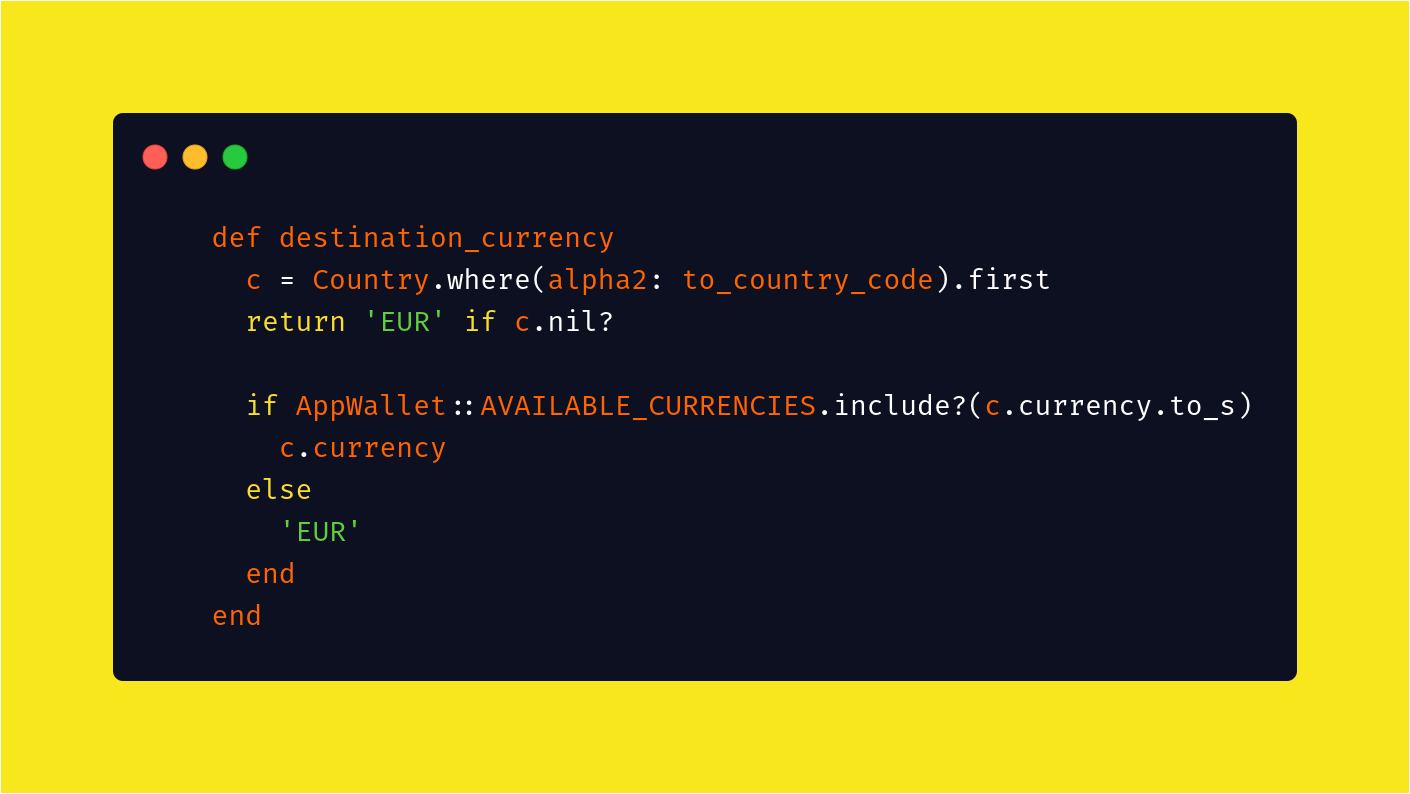 def destination_currency
  c = Country.where(alpha2: to_country_code).first
  return 'EUR' if c.nil?

  if AppWallet::AVAILABLE_CURRENCIES.include?(c.currency.to_s)
    c.currency
  else
    'EUR'
  end
end